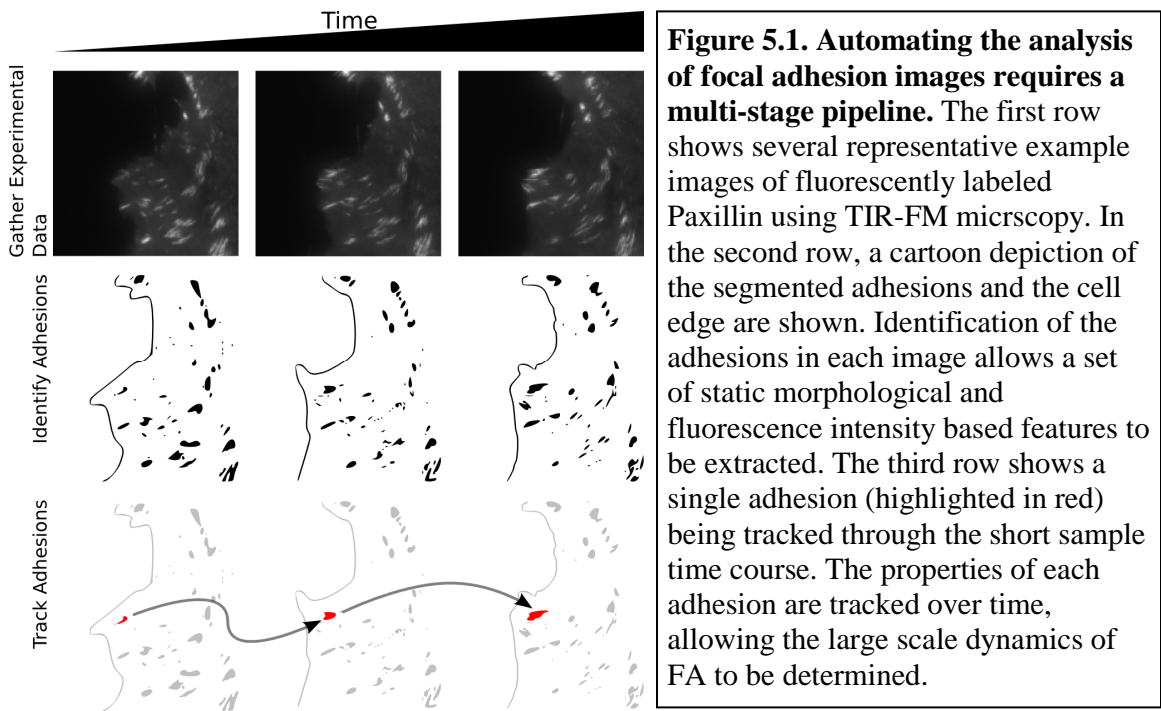 Time
Gather Experimental
Data
Identify Adhesions
Track Adhesions
Figure 5.1. Automating the analysis
of focal adhesion images requires a
multi-stage pipeline. The first row
shows several representative example
images of fluorescently labeled
Paxillin using TIR-FM micrscopy. In
the second row, a cartoon depiction of
the segmented adhesions and the cell
edge are shown. Identification of the
adhesions in each image allows a set
of static morphological and
fluorescence intensity based features to
be extracted. The third row shows a
single adhesion (highlighted in red)
being tracked through the short sample
time course. The properties of each
adhesion are tracked over time,
allowing the large scale dynamics of
FA to be determined.